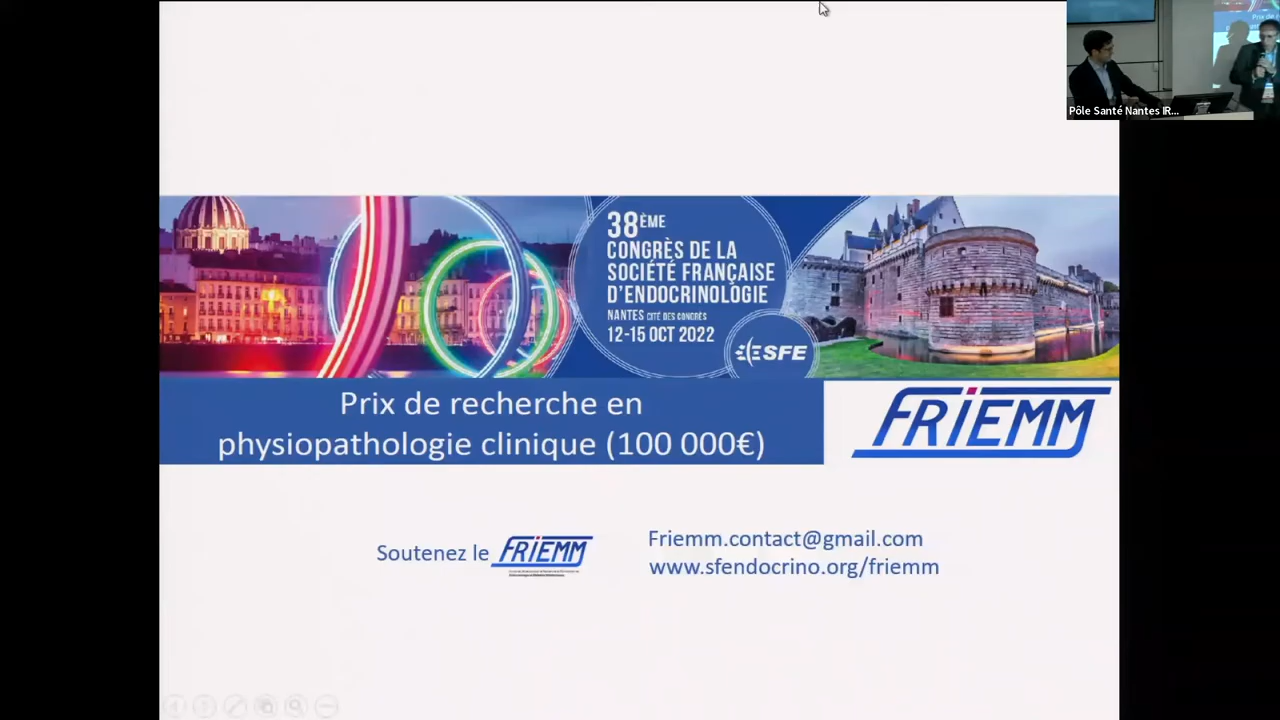 Pôle Santé Nantes IR...
38ÈME
CONGRÈS DE LA
SOCIÉTÉ FRANÇAISE
D'ENDOCRINOLOGIE
NANTES CITÉ DES CONGRÈS
12-15 OCT 2022
SFE
Prix de recherche en
physiopathologie clinique (100 000€)
FRIEMM
Soutenez le FRIEMM
Friemm.contact@gmail.com
www.sfendocrino.org/friemm